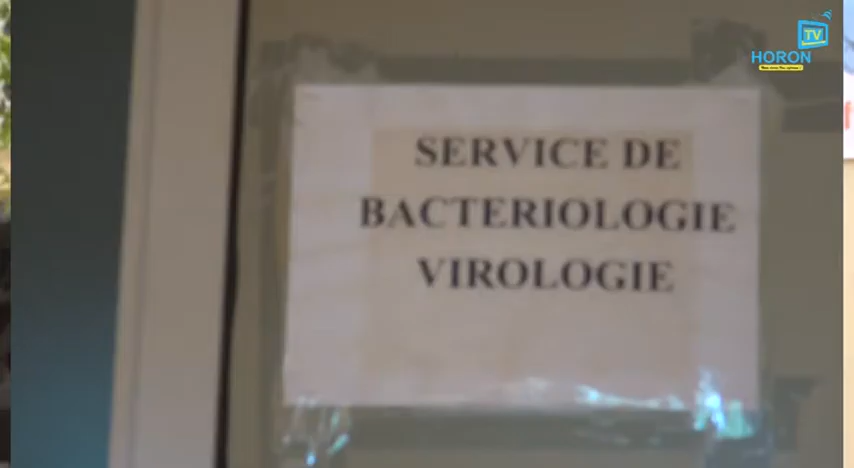 TV
HORON
SERVICE DE
BACTERIOLOGIE
VIROLOGIE